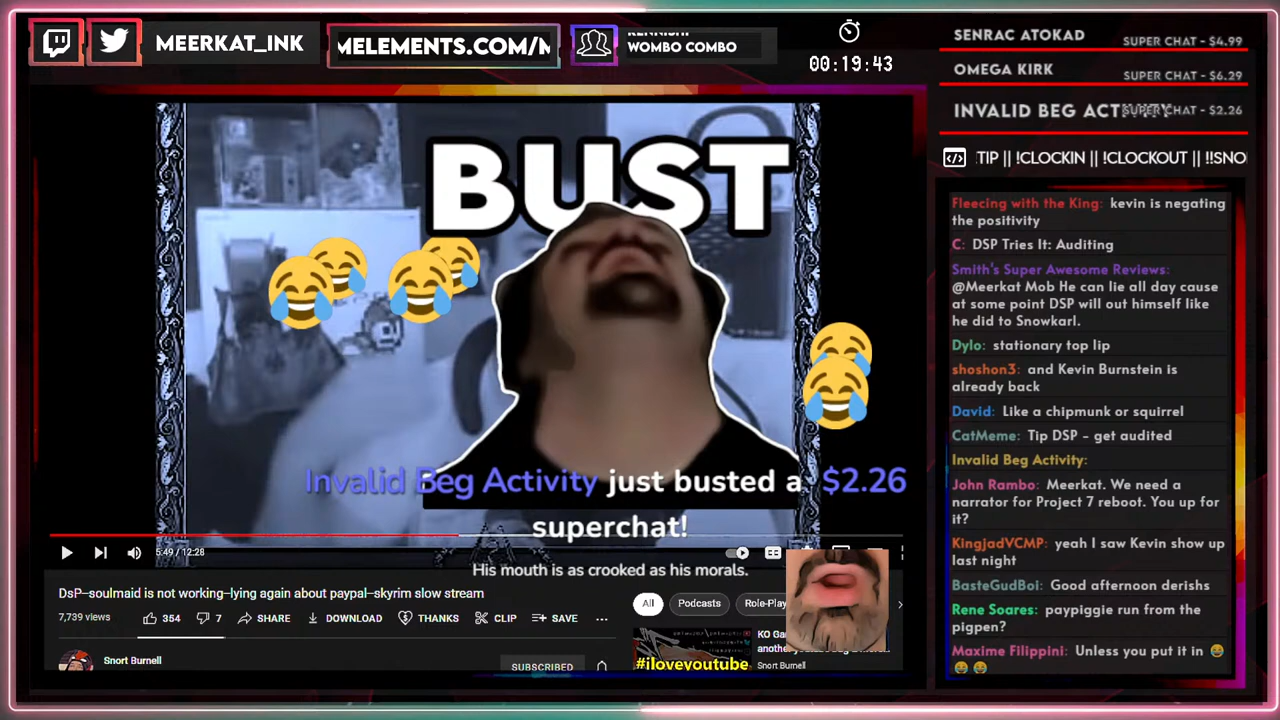 MEERKAT_INK
MELEMENTS.COM/M
WOMBO COMBO
00:19:43
SENRAC ATOKAD
SUPER CHAT - $4.99
OMEGA KIRK
SUPER CHAT - $6.29
INVALID BEG ACTIVITY
SUPER CHAT - $2.26
TIP || !CLOCKIN || !CLOCKOUT || !!SNO
BUST
Invalid Beg Activity just busted a $2.26
superchat!
His mouth is as crooked as his morals.
5:49 / 12:28
DsP--soulmaid is not working--lying again about paypal--skyrim slow stream
7,739 views
354
7
SHARE
DOWNLOAD
THANKS
CLIP
SAVE
...
Snort Burnell
SUBSCRIBED
All
Podcasts
Role-Play
#iloveyoutube
KO Ga
Snort Burnell
Fleecing with the King: kevin is negating
the positivity
C: DSP Tries It: Auditing
Smith's Super Awesome Reviews:
@Meerkat Mob He can lie all day cause
at some point DSP will out himself like
he did to Snowkarl.
Dylo: stationary top lip
shoshon3: and Kevin Burnstein is
already back
David: Like a chipmunk or squirrel
CatMeme: Tip DSP - get audited
Invalid Beg Activity:
John Rambo: Meerkat. We need a
narrator for Project 7 reboot. You up for
it?
KingjadVCMP: yeah I saw Kevin show up
last night
BasteGudBoi: Good afternoon derishs
Rene Soares: paypiggie run from the
pigpen?
Maxime Filippini: Unless you put it in 😂
😂 😂